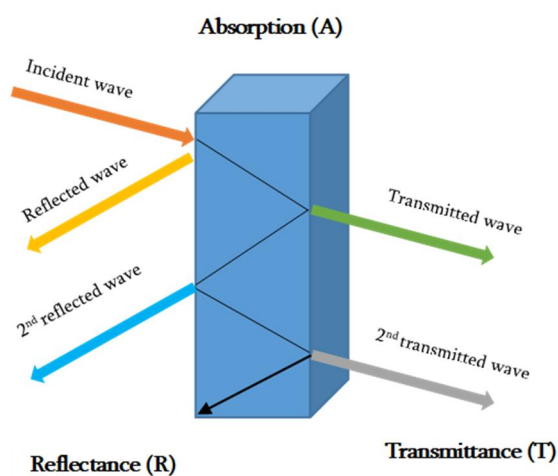 Absorption (A)
Incident wave
Reflected wave
Transmitted wave
2nd reflected wave
2nd transmitted wave
Reflectance (R)
Transmittance (T)